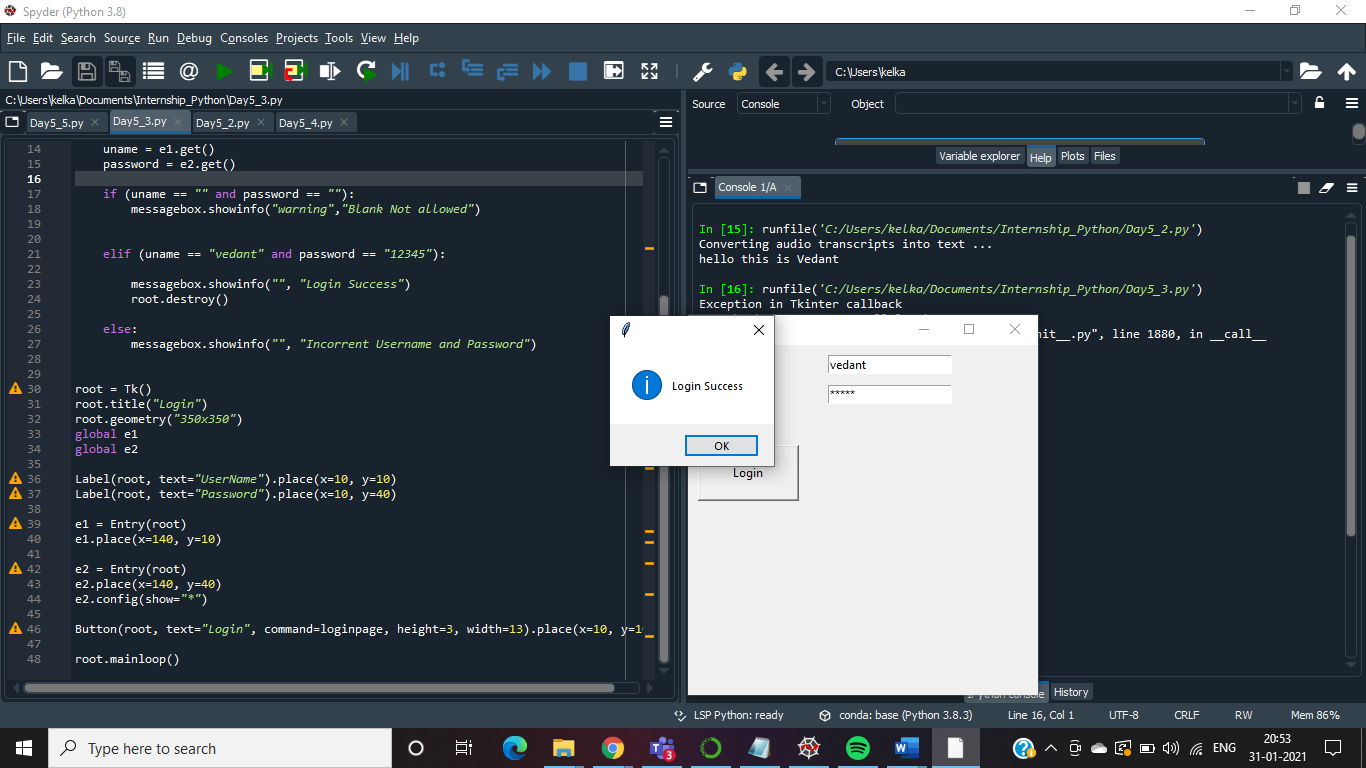 Spyder (Python 3.8)
File Edit Search Source Run Debug Consoles Projects Tools View Help
C:\Users\kelka
C:\Users\kelka\Documents\Internship_Python\Day5_3.py
Day5_5.py Day5_3.py Day5_2.py Day5_4.py
14 uname = e1.get()
15 password = e2.get()
16
17 if (uname == "" and password == ""):
18 messagebox.showinfo("warning","Blank Not allowed")
19
20
21 elif (uname == "vedant" and password == "12345"):
22
23 messagebox.showinfo("", "Login Success")
24 root.destroy()
25
26 else:
27 messagebox.showinfo("", "Incorrent Username and Password")
28
29
30 root = Tk()
31 root.title("Login")
32 root.geometry("350x350")
33 global e1
34 global e2
35
36 Label(root, text="UserName").place(x=10, y=10)
37 Label(root, text="Password").place(x=10, y=40)
38
39 e1 = Entry(root)
40 e1.place(x=140, y=10)
41
42 e2 = Entry(root)
43 e2.place(x=140, y=40)
44 e2.config(show="*")
45
46 Button(root, text="Login", command=loginpage, height=3, width=13).place(x=10, y=1
47
48 root.mainloop()
Source Console Object
Variable explorer Help Plots Files
Console 1/A
In [15]: runfile('C:/Users/kelka/Documents/Internship_Python/Day5_2.py')
Converting audio transcripts into text ...
hello this is Vedant
In [16]: runfile('C:/Users/kelka/Documents/Internship_Python/Day5_3.py')
Exception in Tkinter callback
nit__.py", line 1880, in __call__
vedant
*****
Login
Login Success
OK
IPython console History
LSP Python: ready conda: base (Python 3.8.3) Line 16, Col 1 UTF-8 CRLF RW Mem 86%
Type here to search
3
ENG
20:53
31-01-2021